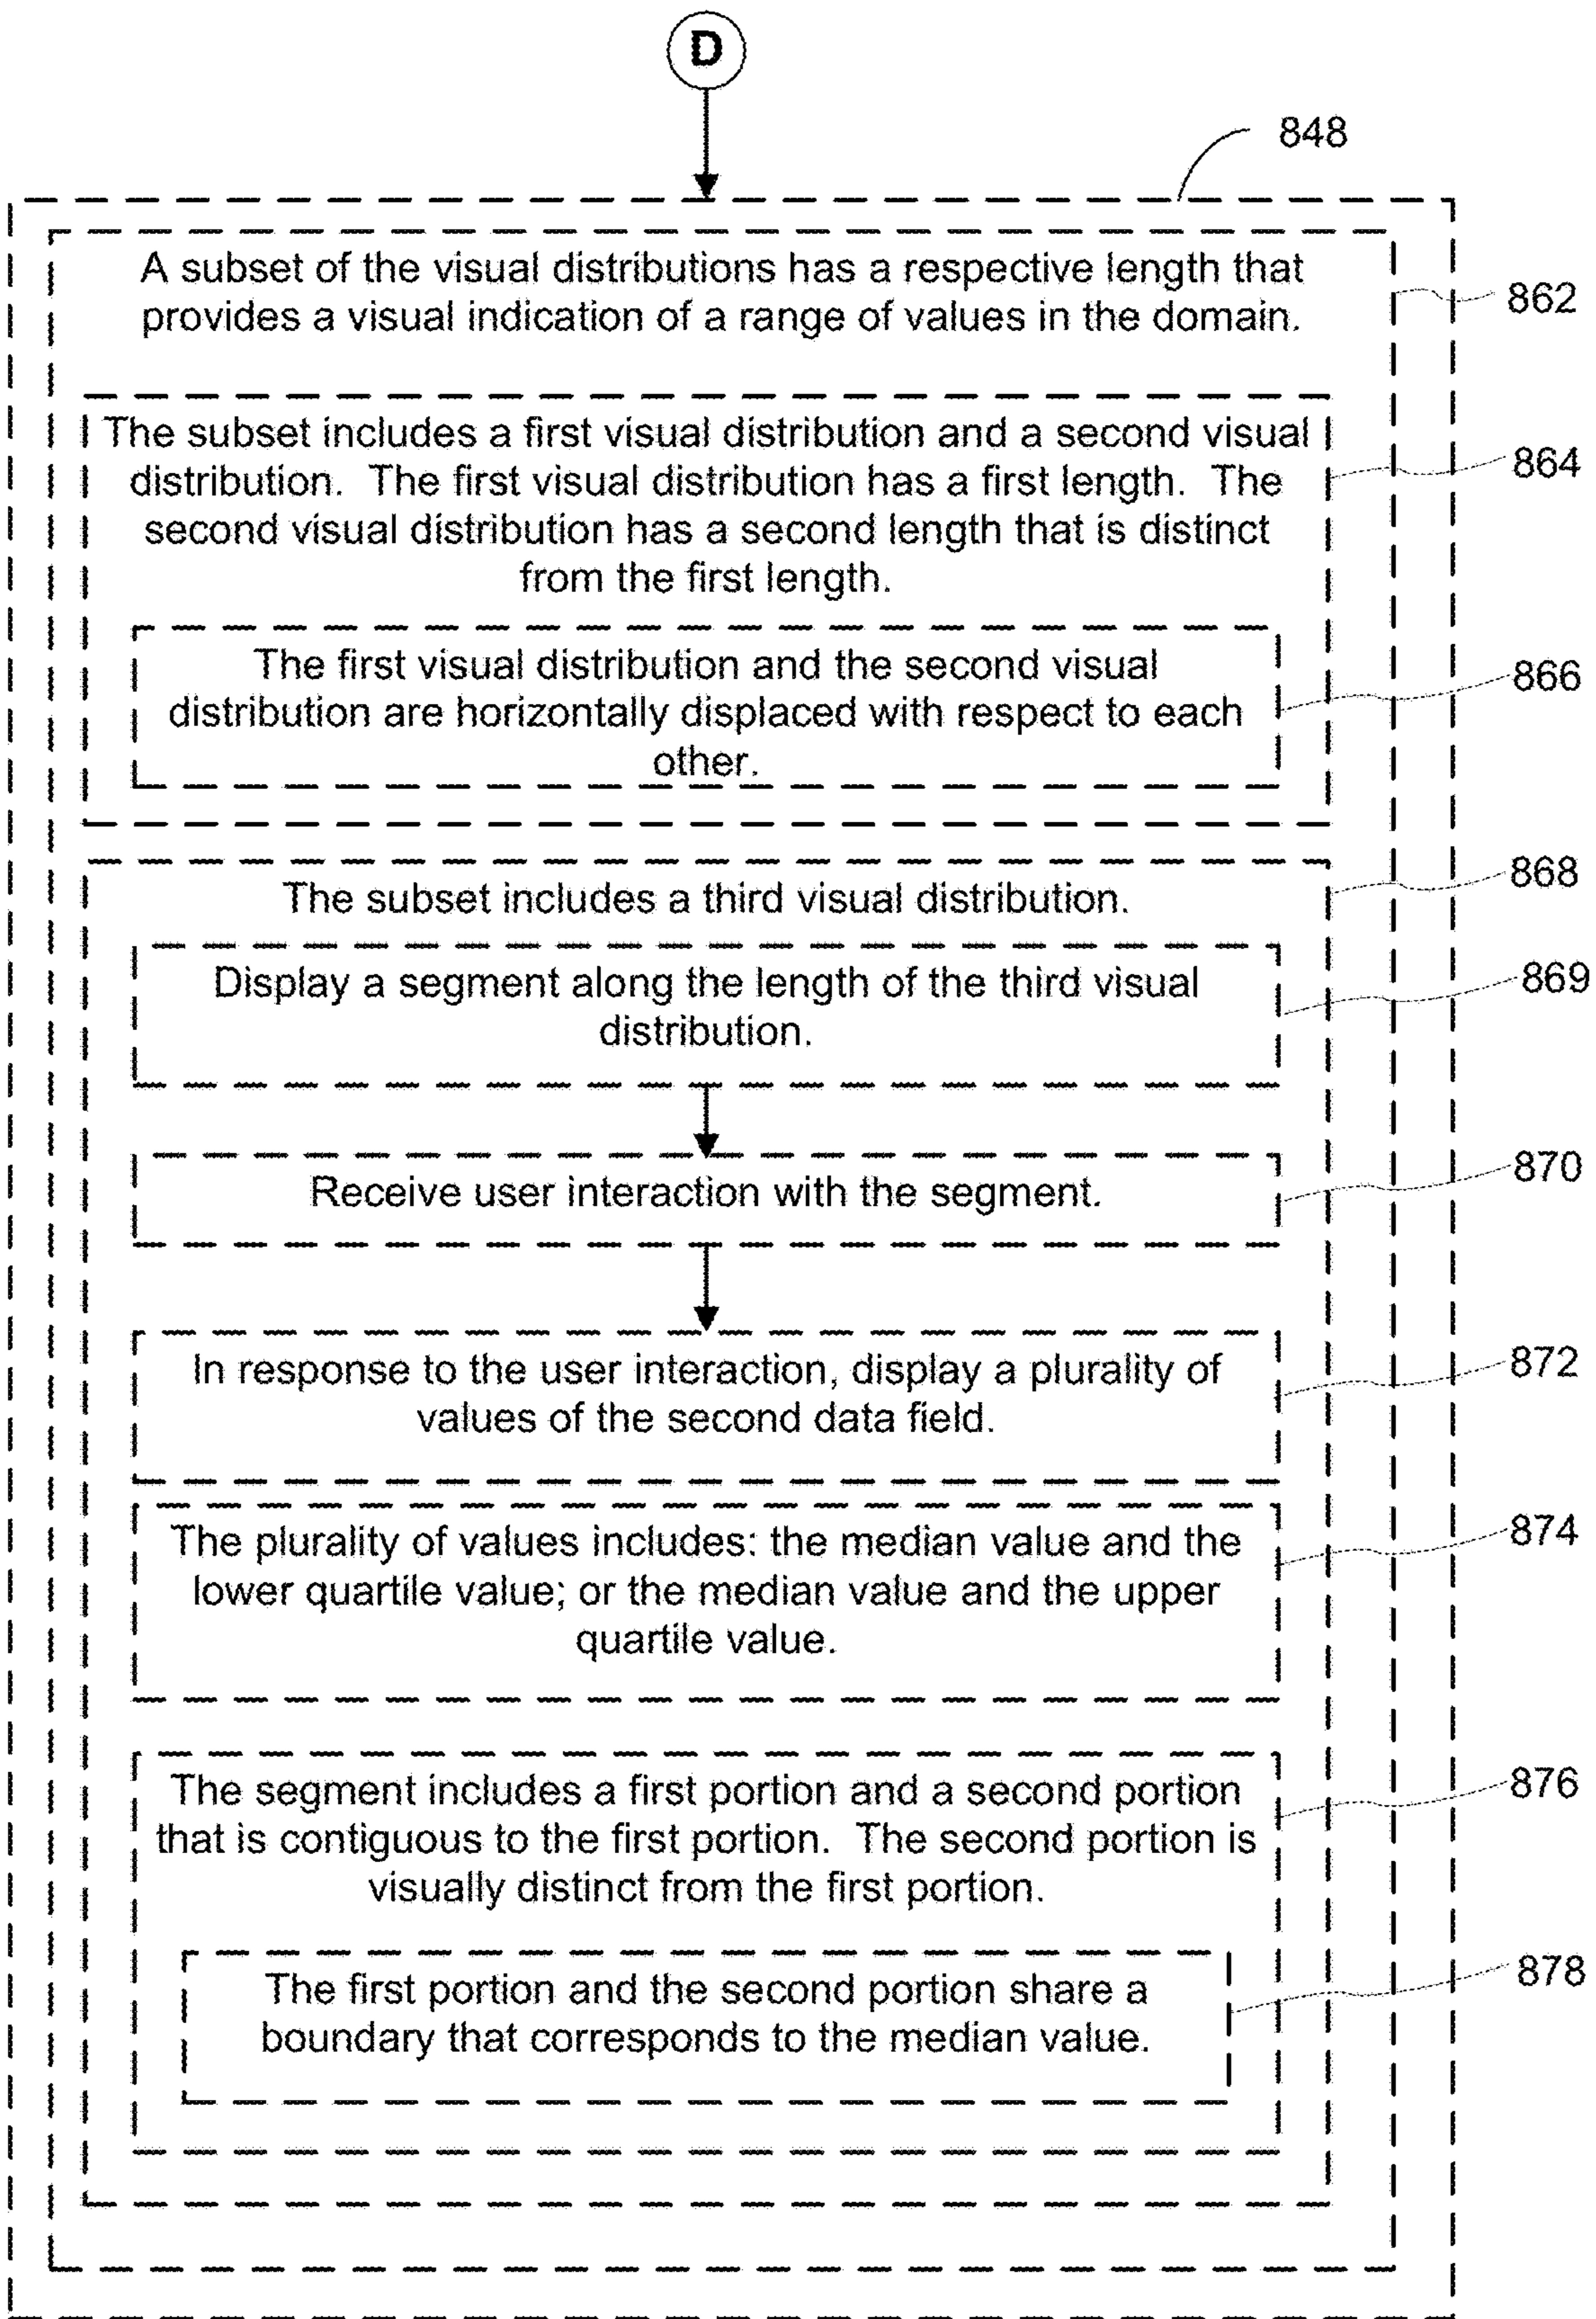 D
848
A subset of the visual distributions has a respective length that
provides a visual indication of a range of values in the domain.
862
The subset includes a first visual distribution and a second visual
distribution. The first visual distribution has a first length. The
second visual distribution has a second length that is distinct
from the first length.
864
The first visual distribution and the second visual
distribution are horizontally displaced with respect to each
other.
866
The subset includes a third visual distribution.
868
Display a segment along the length of the third visual
distribution.
869
Receive user interaction with the segment.
870
In response to the user interaction, display a plurality of
values of the second data field.
872
The plurality of values includes: the median value and the
lower quartile value; or the median value and the upper
quartile value.
874
The segment includes a first portion and a second portion
that is contiguous to the first portion. The second portion is
visually distinct from the first portion.
876
The first portion and the second portion share a
boundary that corresponds to the median value.
878